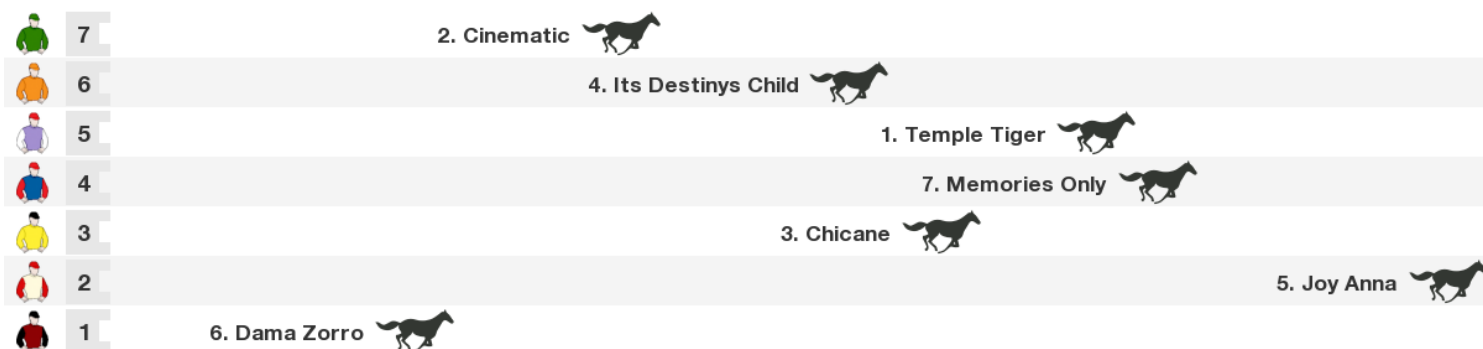 7 2. Cinematic
6 4. Its Destinys Child
5 1. Temple Tiger
4 7. Memories Only
3 3. Chicane
2 5. Joy Anna
1 6. Dama Zorro